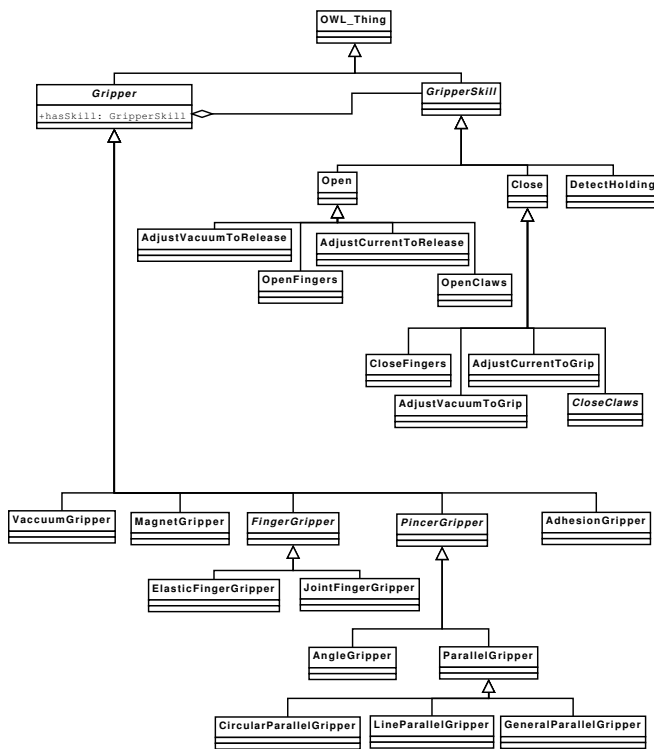 OWL_Thing
Gripper
+hasSkill: GripperSkill
GripperSkill
Open
Close
DetectHolding
AdjustVacuumToRelease
AdjustCurrentToRelease
OpenFingers
OpenClaws
CloseFingers
AdjustCurrentToGrip
AdjustVacuumToGrip
CloseClaws
VaccuumGripper
MagnetGripper
FingerGripper
PincerGripper
AdhesionGripper
ElasticFingerGripper
JointFingerGripper
AngleGripper
ParallelGripper
CircularParallelGripper
LineParallelGripper
GeneralParallelGripper